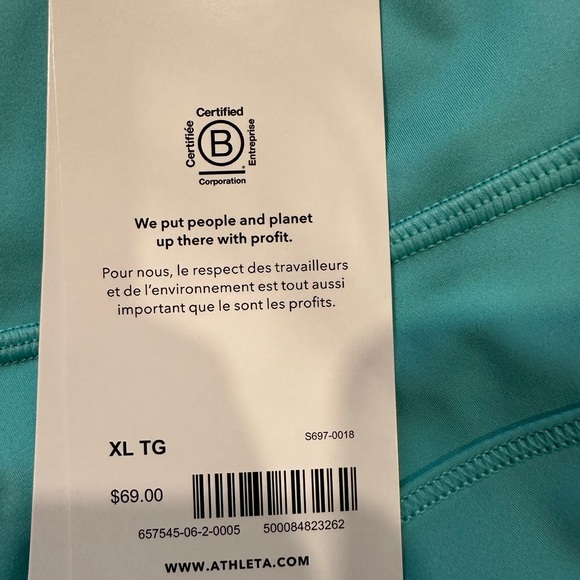 Certified
Certifiée
B
Entreprise
Corporation
We put people and planet
up there with profit.
Pour nous, le respect des travailleurs
et de l'environnement est tout aussi
important que le sont les profits.
S697-0018
XL TG
$69.00
657545-06-2-0005 500084823262
WWW.ATHLETA.COM